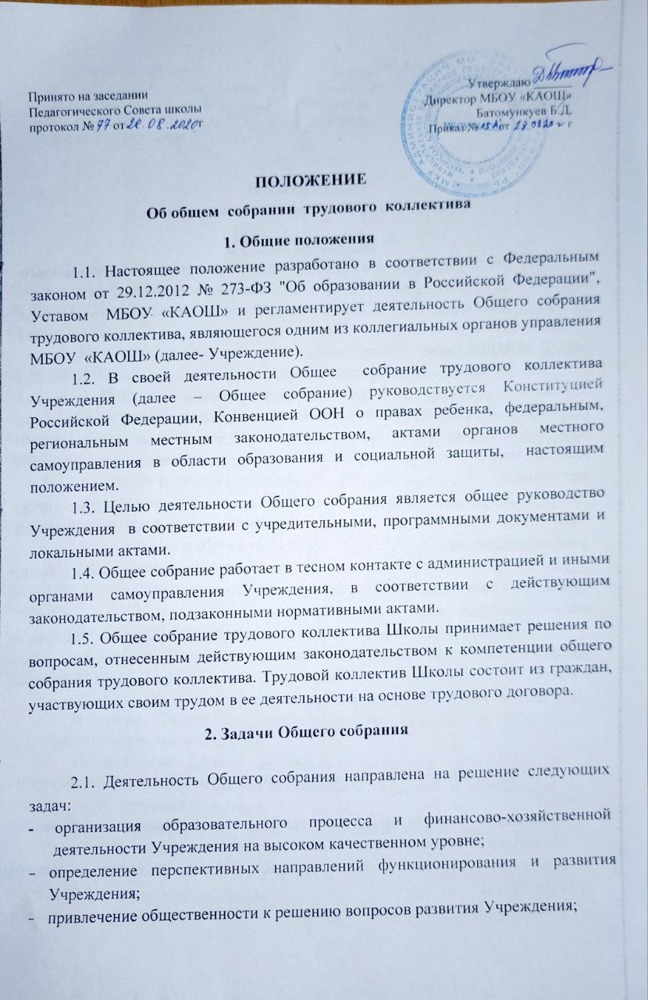 Принято на заседании
Педагогического Совета школы
протокол № 77 от 08.2020г
Утверждаю
Директор МБОУ «КАОШ»
Батомункуев Б.Д.
Приказ № от г
ПОЛОЖЕНИЕ
Об общем собрании трудового коллектива
1. Общие положения
1.1. Настоящее положение разработано в соответствии с Федеральным
законом от 29.12.2012 № 273-ФЗ "Об образовании в Российской Федерации",
Уставом МБОУ «КАОШ» и регламентирует деятельность Общего собрания
трудового коллектива, являющегося одним из коллегиальных органов управления
МБОУ «КАОШ» (далее- Учреждение).
1.2. В своей деятельности Общее собрание трудового коллектива
Учреждения (далее – Общее собрание) руководствуется Конституцией
Российской Федерации, Конвенцией ООН о правах ребенка, федеральным,
региональным местным законодательством, актами органов местного
самоуправления в области образования и социальной защиты, настоящим
положением.
1.3. Целью деятельности Общего собрания является общее руководство
Учреждения в соответствии с учредительными, программными документами и
локальными актами.
1.4. Общее собрание работает в тесном контакте с администрацией и иными
органами самоуправления Учреждения, в соответствии с действующим
законодательством, подзаконными нормативными актами.
1.5. Общее собрание трудового коллектива Школы принимает решения по
вопросам, отнесенным действующим законодательством к компетенции общего
собрания трудового коллектива. Трудовой коллектив Школы состоит из граждан,
участвующих своим трудом в ее деятельности на основе трудового договора.
2. Задачи Общего собрания
2.1. Деятельность Общего собрания направлена на решение следующих
задач:
- организация образовательного процесса и финансово-хозяйственной
деятельности Учреждения на высоком качественном уровне;
- определение перспективных направлений функционирования и развития
Учреждения;
- привлечение общественности к решению вопросов развития Учреждения;